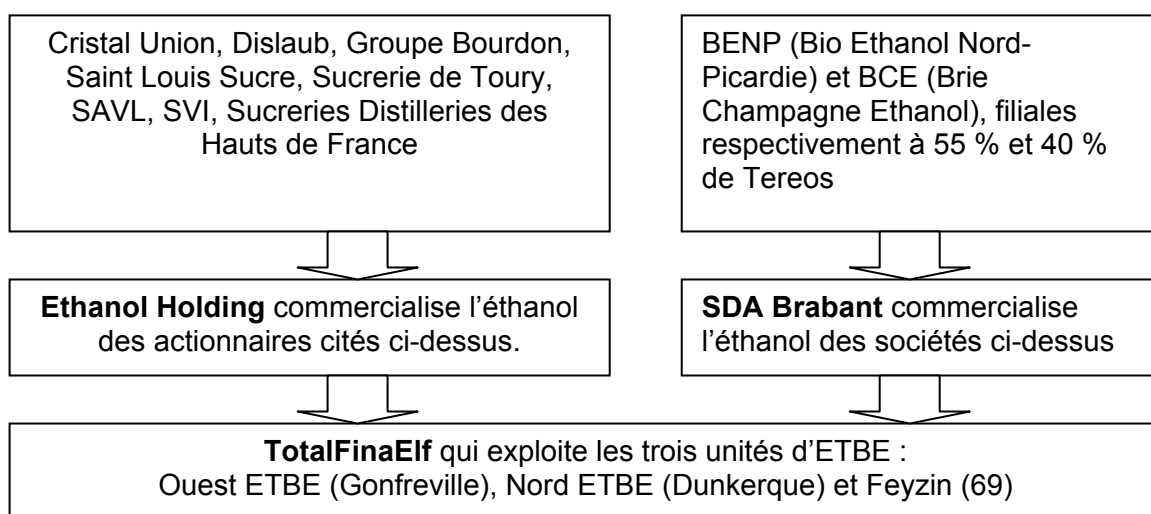 Cristal Union, Dislaub, Groupe Bourdon,
Saint Louis Sucre, Sucrerie de Toury,
SAVL, SVI, Sucreries Distilleries des
Hauts de France
BENP (Bio Ethanol Nord-
Picardie) et BCE (Brie
Champagne Ethanol), filiales
respectivement à 55 % et 40 %
de Tereos
Ethanol Holding commercialise l’éthanol
des actionnaires cités ci-dessus.
SDA Brabant commercialise
l’éthanol des sociétés ci-dessus
TotalFinaElf qui exploite les trois unités d’ETBE :
Ouest ETBE (Gonfreville), Nord ETBE (Dunkerque) et Feyzin (69)